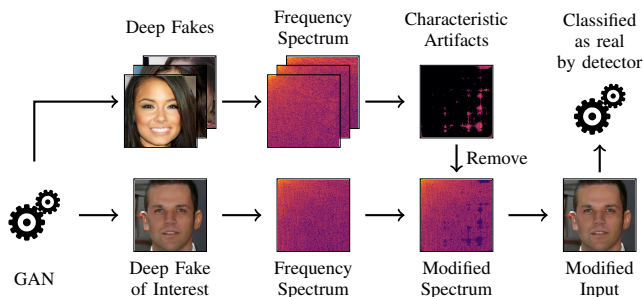 Deep Fakes
Frequency
Spectrum
Characteristic
Artifacts
Classified
as real
by detector
Remove
GAN
Deep Fake
of Interest
Frequency
Spectrum
Modified
Spectrum
Modified
Input